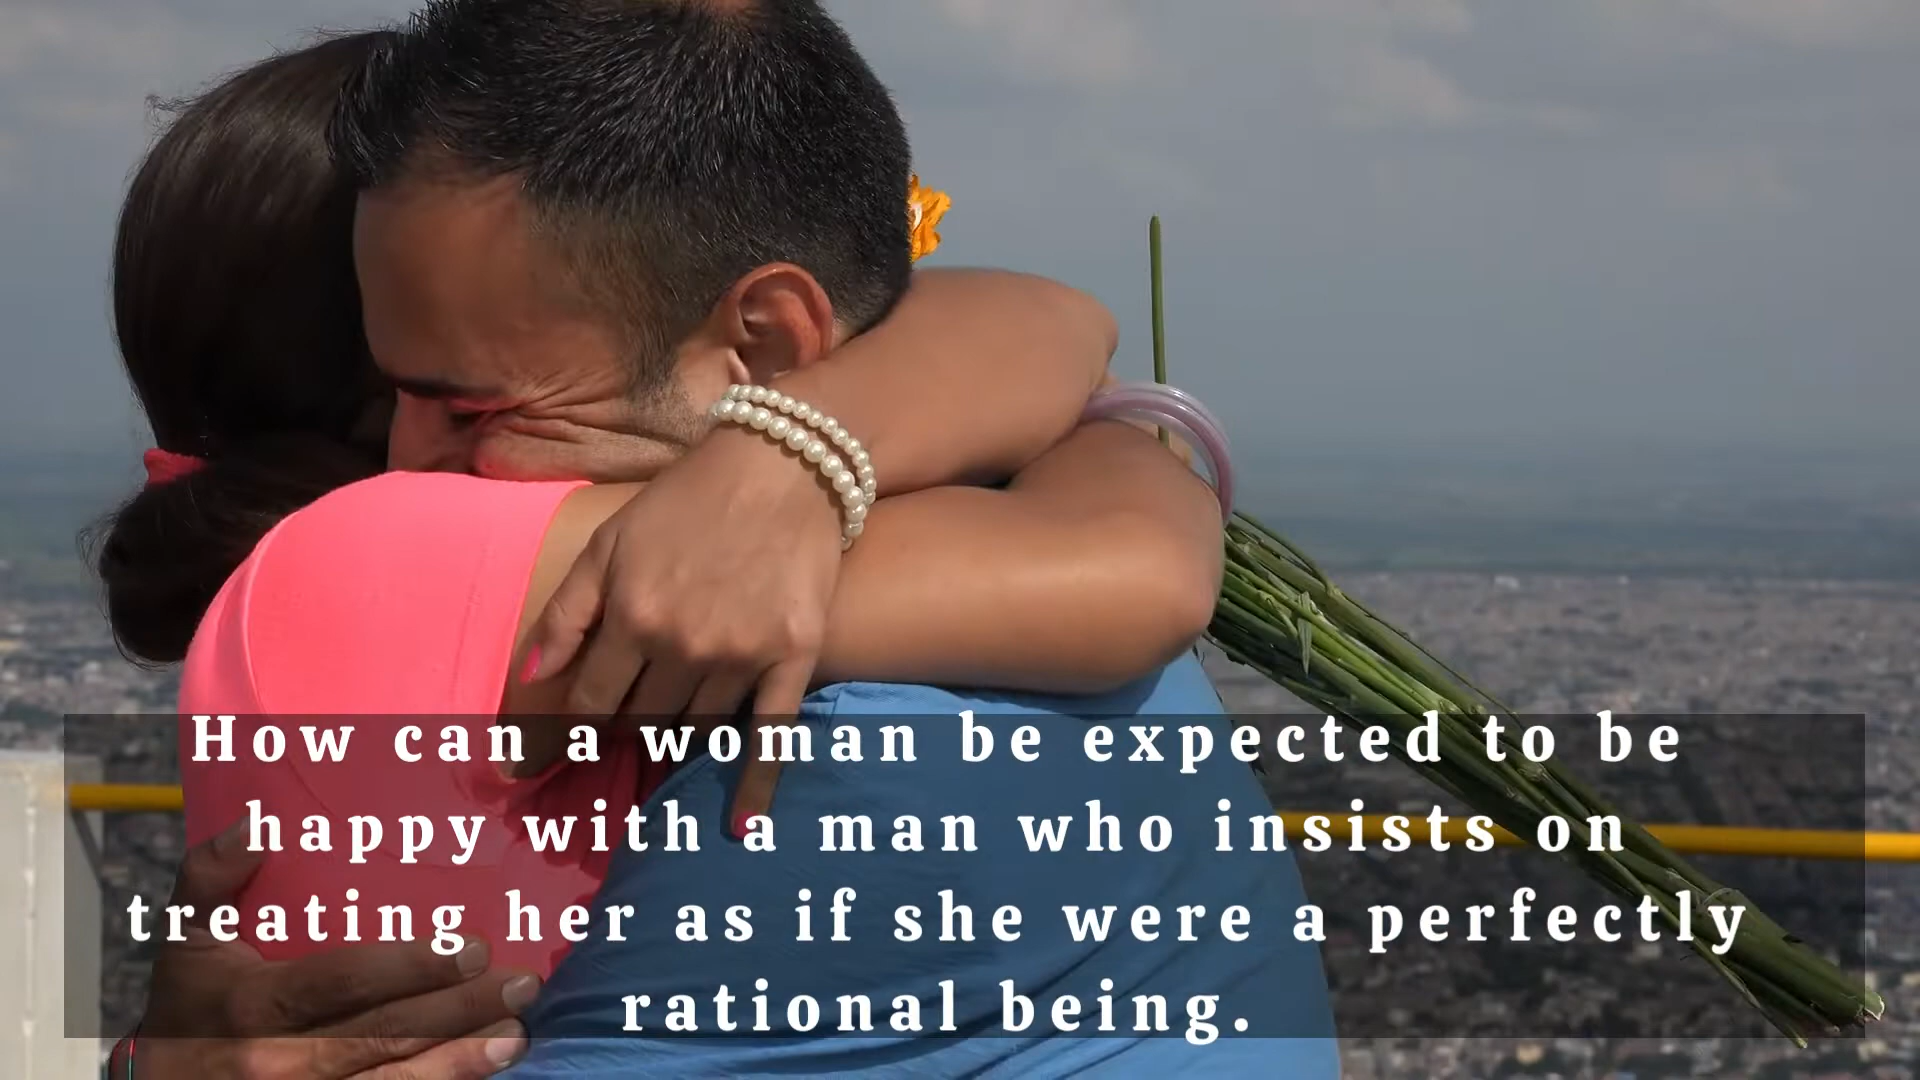 How can a woman be expected to be
happy with a man who insists on
treating her as if she were a perfectly
rational being.